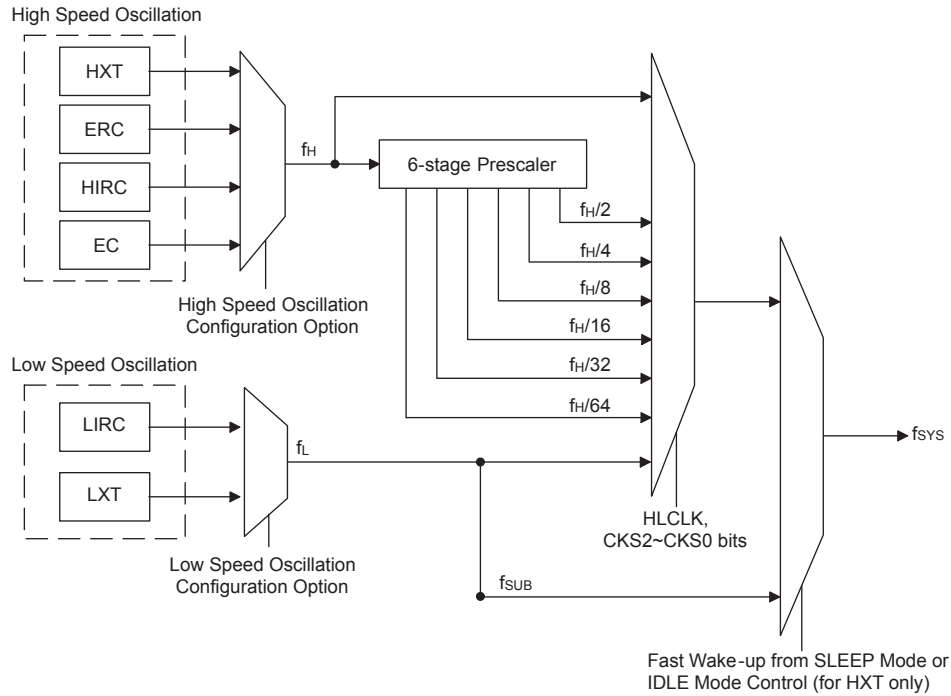 High Speed Oscillation
HXT
ERC
HIRC
EC
fH
6-stage Prescaler
fH/2
fH/4
fH/8
fH/16
fH/32
fH/64
High Speed Oscillation
Configuration Option
Low Speed Oscillation
LIRC
LXT
fL
fSYS
HLCLK,
CKS2~CKS0 bits
Low Speed Oscillation
Configuration Option
fSUB
Fast Wake-up from SLEEP Mode or
IDLE Mode Control (for HXT only)